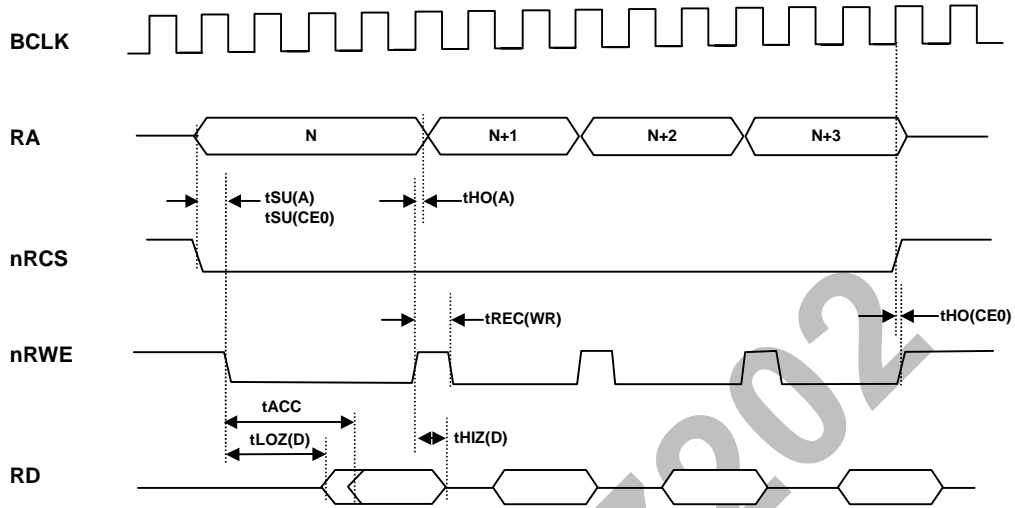 BCLK
RA
N
N+1
N+2
N+3
tSU(A)
tSU(CE0)
tHO(A)
nRCS
tREC(WR)
tHO(CE0)
nRWE
tACC
tLOZ(D)
tHIZ(D)
RD
202